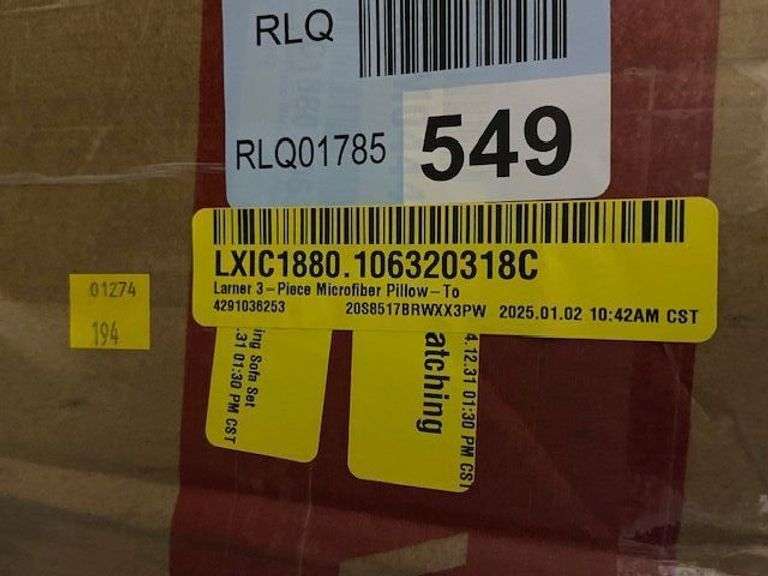 RLQ
RLQ01785
549
LXIC1880.106320318C
Larner 3-Piece Microfiber Pillow-To
4291036253 20S8517BRWXX3PW 2025.01.02 10:42AM CST
01274
194
ing Sofa Set
.31 01:30 PM CST
atching
4.12.31 01:30 PM CST